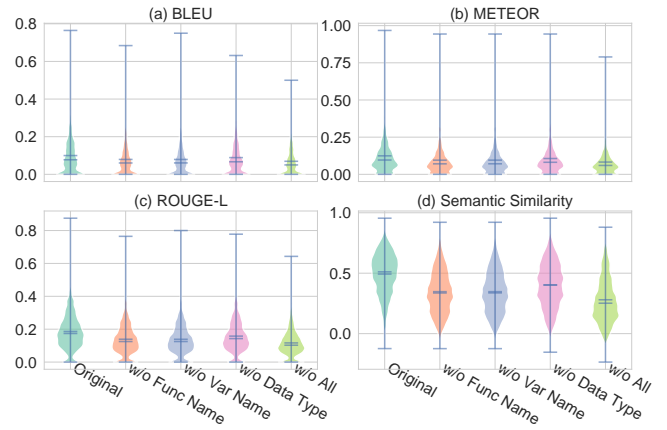 (a) BLEU
(b) METEOR
0.8
0.6
0.4
0.2
0.0
1.00
0.75
0.50
0.25
0.00
(c) ROUGE-L
(d) Semantic Similarity
0.8
0.6
0.4
0.2
0.0
1.0
0.5
0.0
Original
w/o Func Name
w/o Var Name
w/o Data Type
w/o All
Original
w/o Func Name
w/o Var Name
w/o Data Type
w/o All